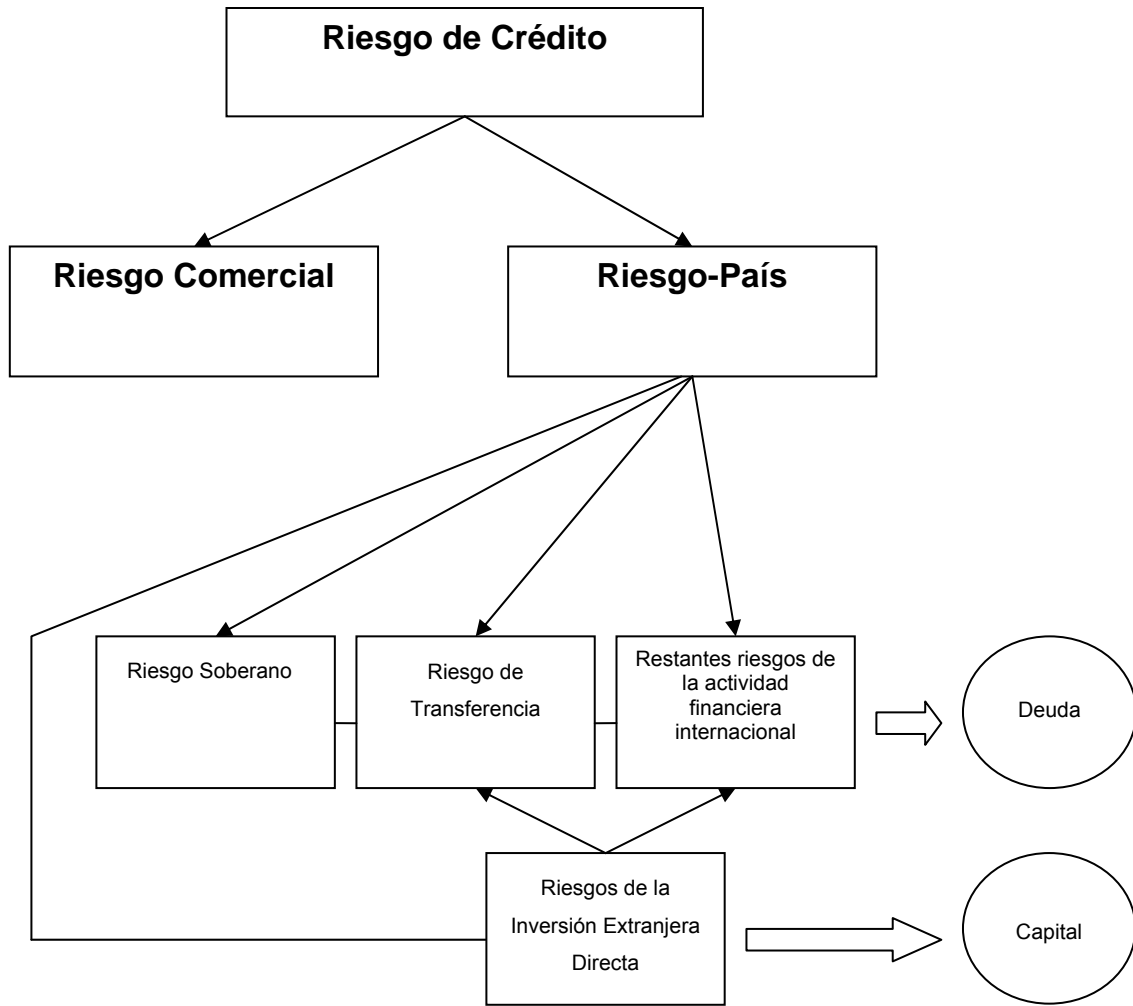 Riesgo de Crédito
Riesgo Comercial
Riesgo-País
Riesgo Soberano
Riesgo de
Transferencia
Restantes riesgos de
la actividad
financiera
internacional
Deuda
Riesgos de la
Inversión Extranjera
Directa
Capital